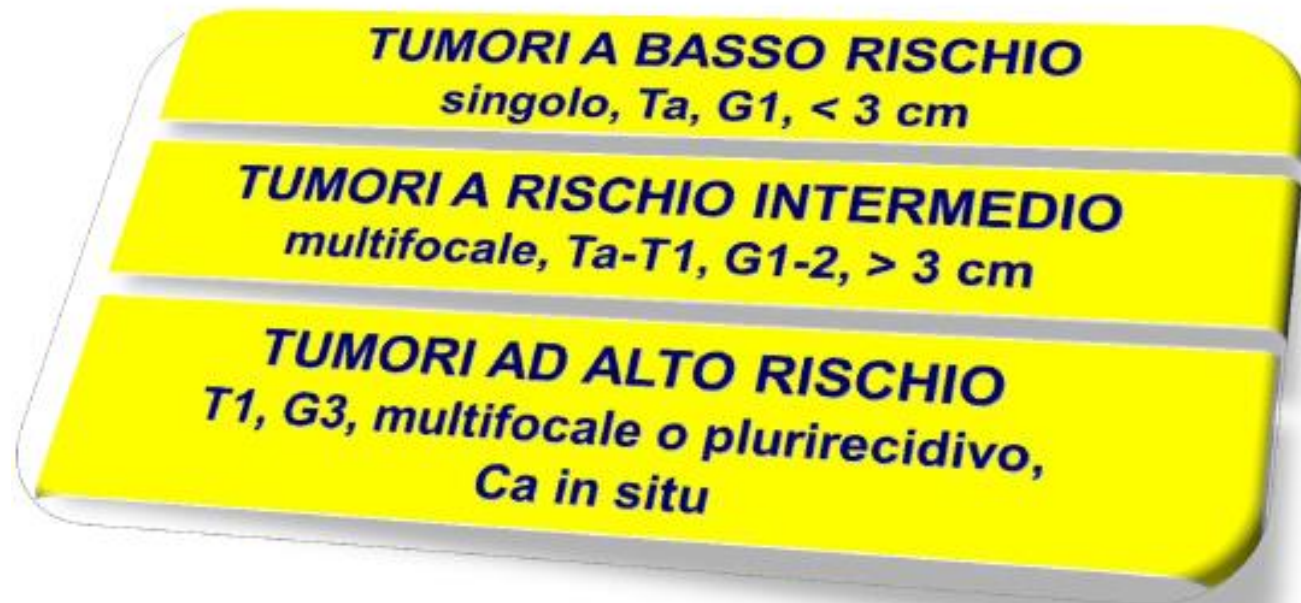 TUMORI A BASSO RISCHIO
singolo, Ta, G1, < 3 cm
TUMORI A RISCHIO INTERMEDIO
multifocale, Ta-T1, G1-2, > 3 cm
TUMORI AD ALTO RISCHIO
T1, G3, multifocale o plurirecidivo,
Ca in situ